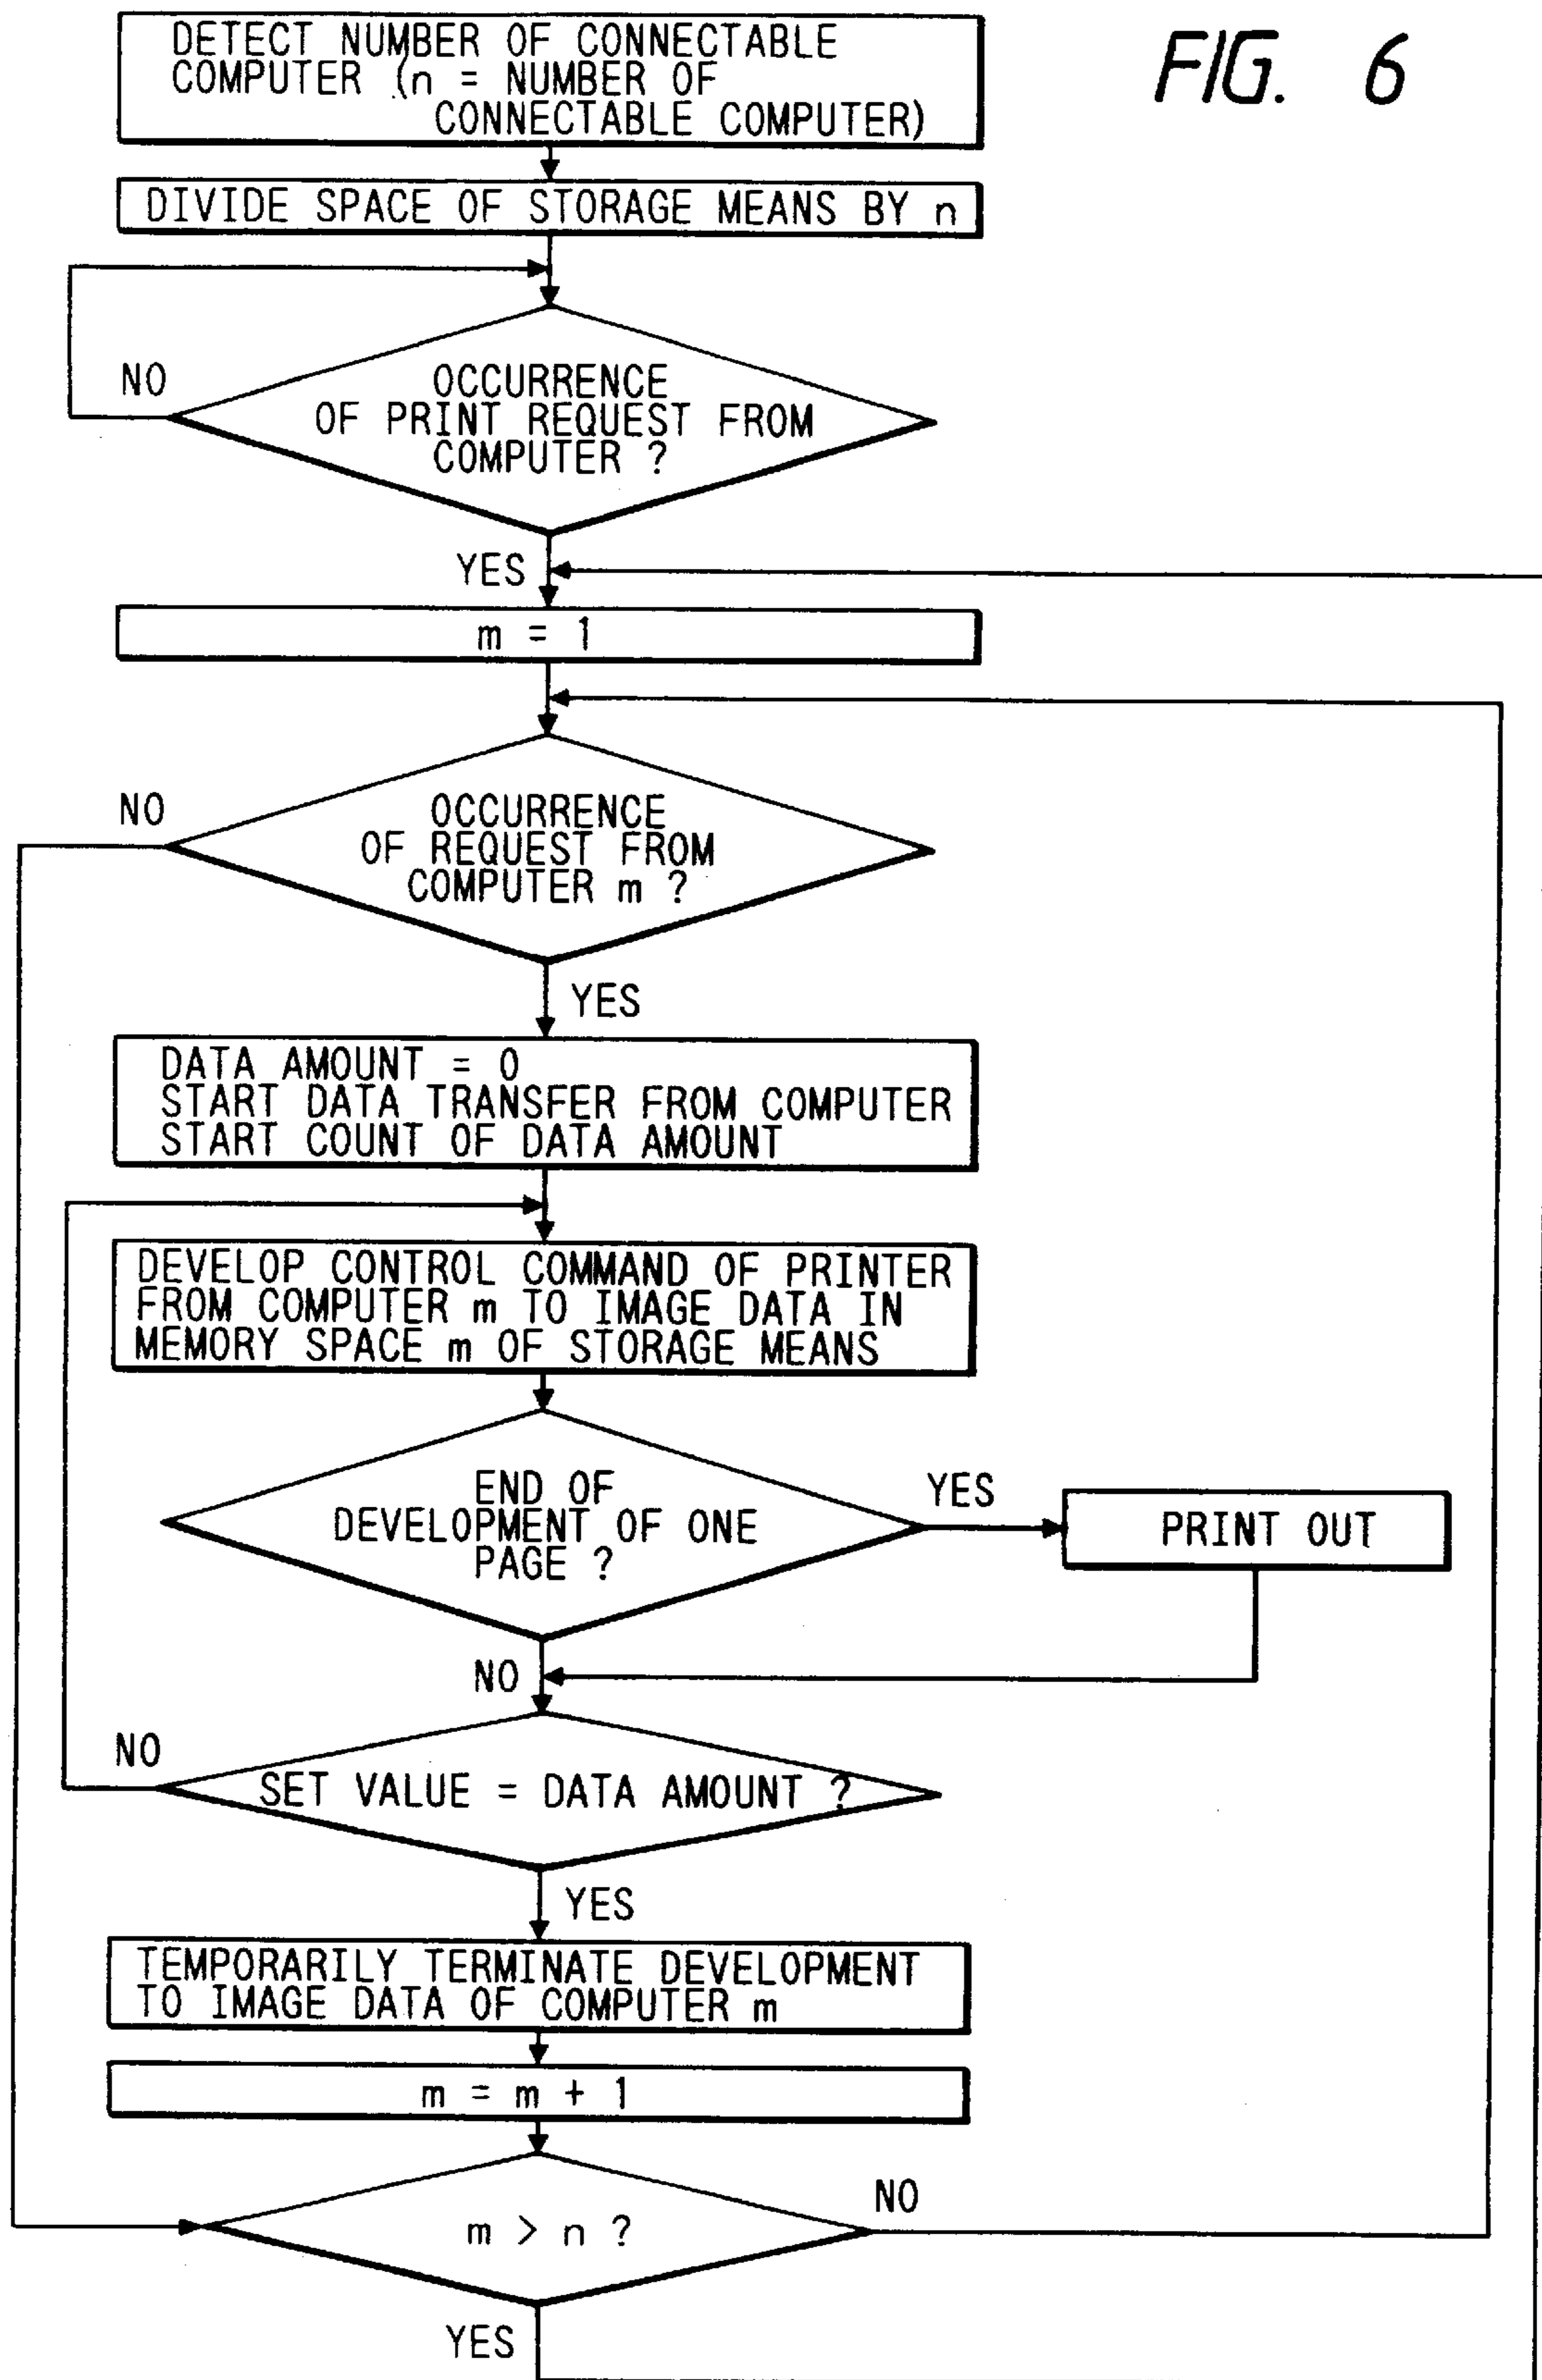 FIG. 6
DETECT NUMBER OF CONNECTABLE
COMPUTER (n = NUMBER OF
CONNECTABLE COMPUTER)
DIVIDE SPACE OF STORAGE MEANS BY n
NO
OCCURRENCE
OF PRINT REQUEST FROM
COMPUTER ?
YES
m = 1
NO
OCCURRENCE
OF REQUEST FROM
COMPUTER m ?
YES
DATA AMOUNT = 0
START DATA TRANSFER FROM COMPUTER
START COUNT OF DATA AMOUNT
DEVELOP CONTROL COMMAND OF PRINTER
FROM COMPUTER m TO IMAGE DATA IN
MEMORY SPACE m OF STORAGE MEANS
END OF
DEVELOPMENT OF ONE
PAGE ?
YES
PRINT OUT
NO
NO
SET VALUE = DATA AMOUNT ?
YES
TEMPORARILY TERMINATE DEVELOPMENT
TO IMAGE DATA OF COMPUTER m
m = m + 1
m > n ?
NO
YES